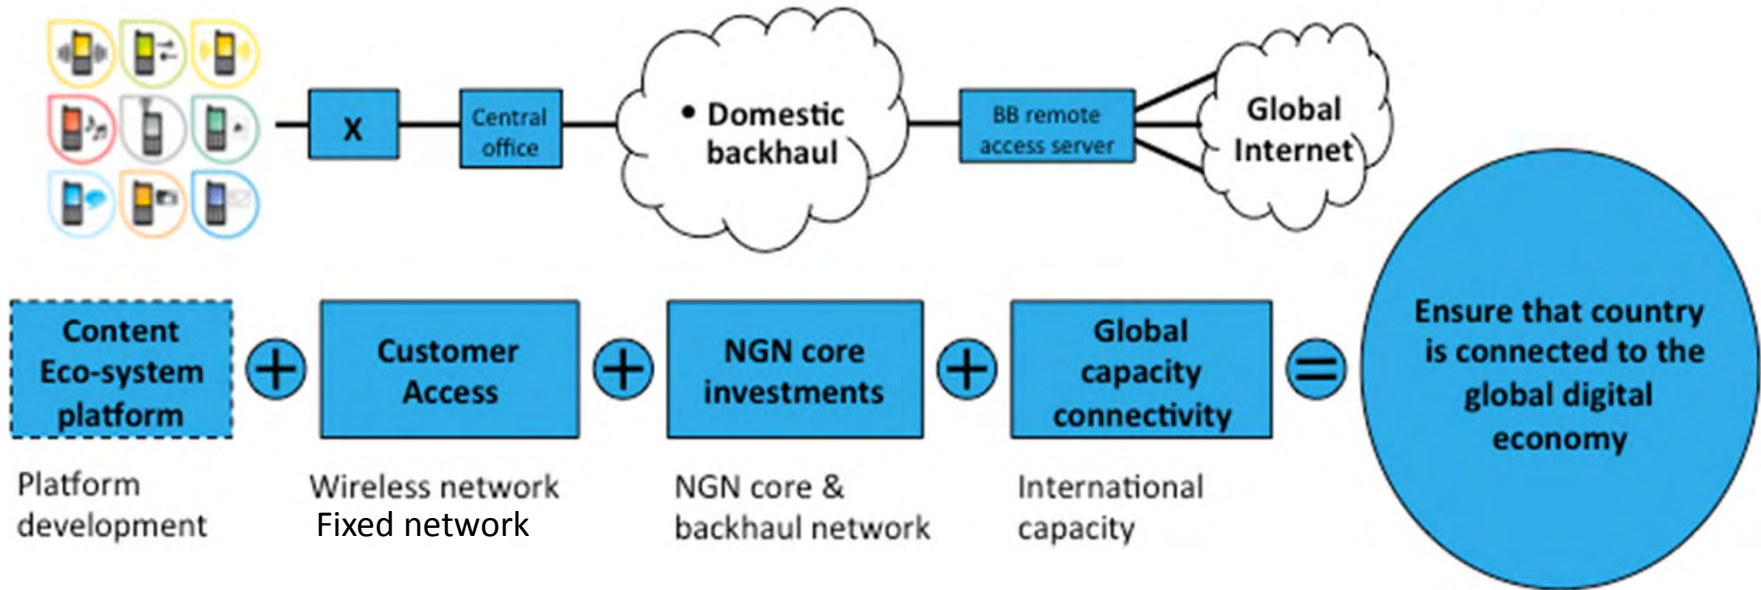 X
Central
office
• Domestic
backhaul
BB remote
access server
Global
Internet
Content
Eco-system
platform
+
Customer
Access
+
NGN core
investments
+
Global
capacity
connectivity
=
Ensure that country
is connected to the
global digital
economy
Platform
development
Wireless network
Fixed network
NGN core &
backhaul network
International
capacity